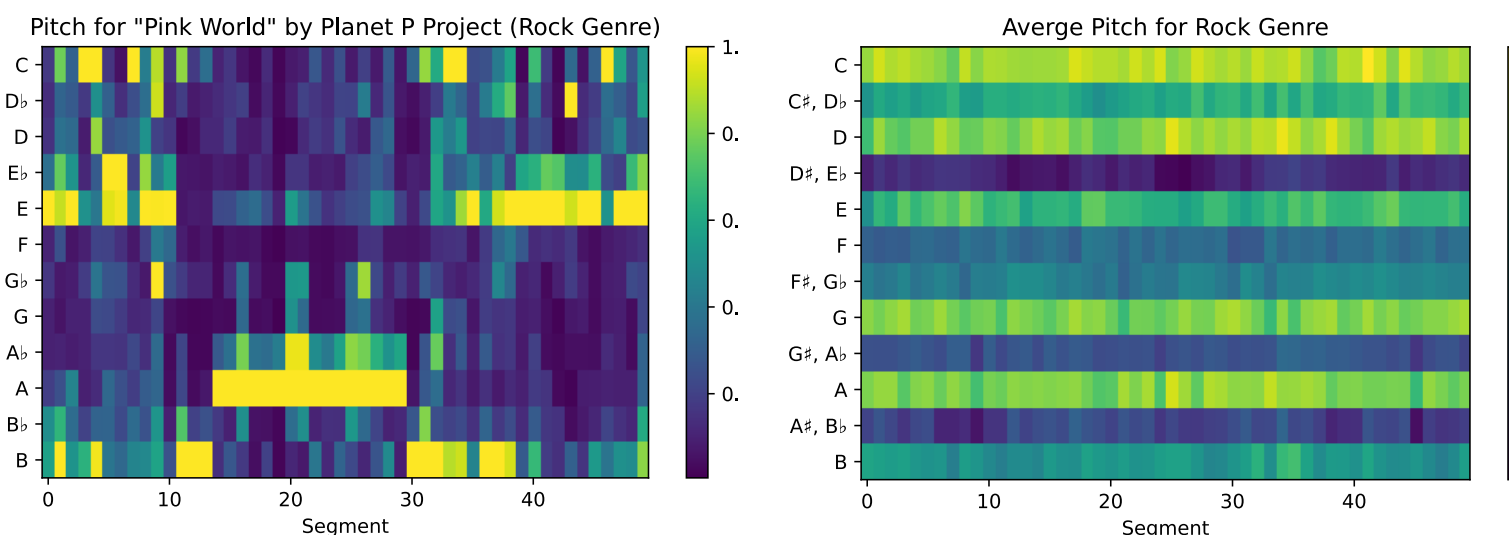 Pitch for "Pink World" by Planet P Project (Rock Genre)
C
D♭
D
E♭
E
F
G♭
G
A♭
A
B♭
B
0 10 20 30 40
Segment
1.
0.
0.
0.
0.
Averge Pitch for Rock Genre
C
C♯, D♭
D
D♯, E♭
E
F
F♯, G♭
G
G♯, A♭
A
A♯, B♭
B
0 10 20 30 40
Segment